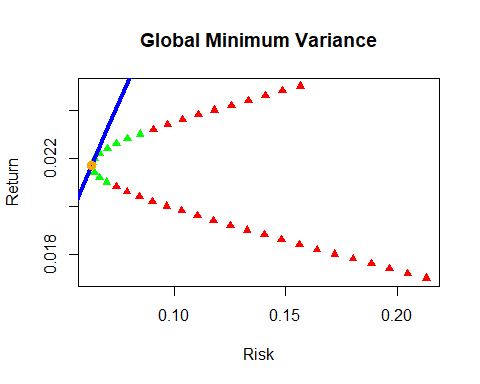 Global Minimum Variance
Return
0.022
0.018
0.10 0.15 0.20
Risk